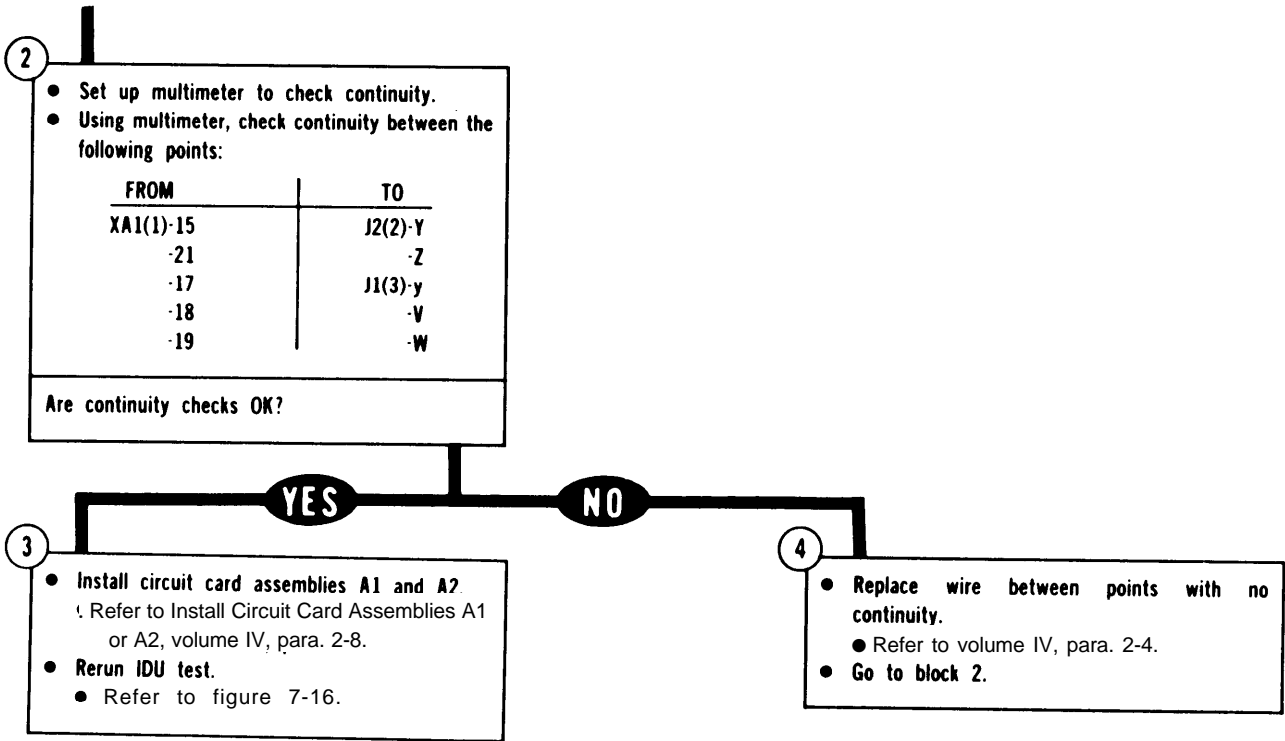 2
● Set up multimeter to check continuity.
● Using multimeter, check continuity between the
following points:
FROM TO
XA1(1)-15 J2(2)-Y
-21 -Z
-17 J1(3)-y
-18 -V
-19 -W
Are continuity checks OK?
YES NO
3
● Install circuit card assemblies A1 and A2.
Refer to Install Circuit Card Assemblies A1
or A2, volume IV, para. 2-8.
● Rerun IDU test.
● Refer to figure 7-16.
4
● Replace wire between points with no
continuity.
● Refer to volume IV, para. 2-4.
● Go to block 2.